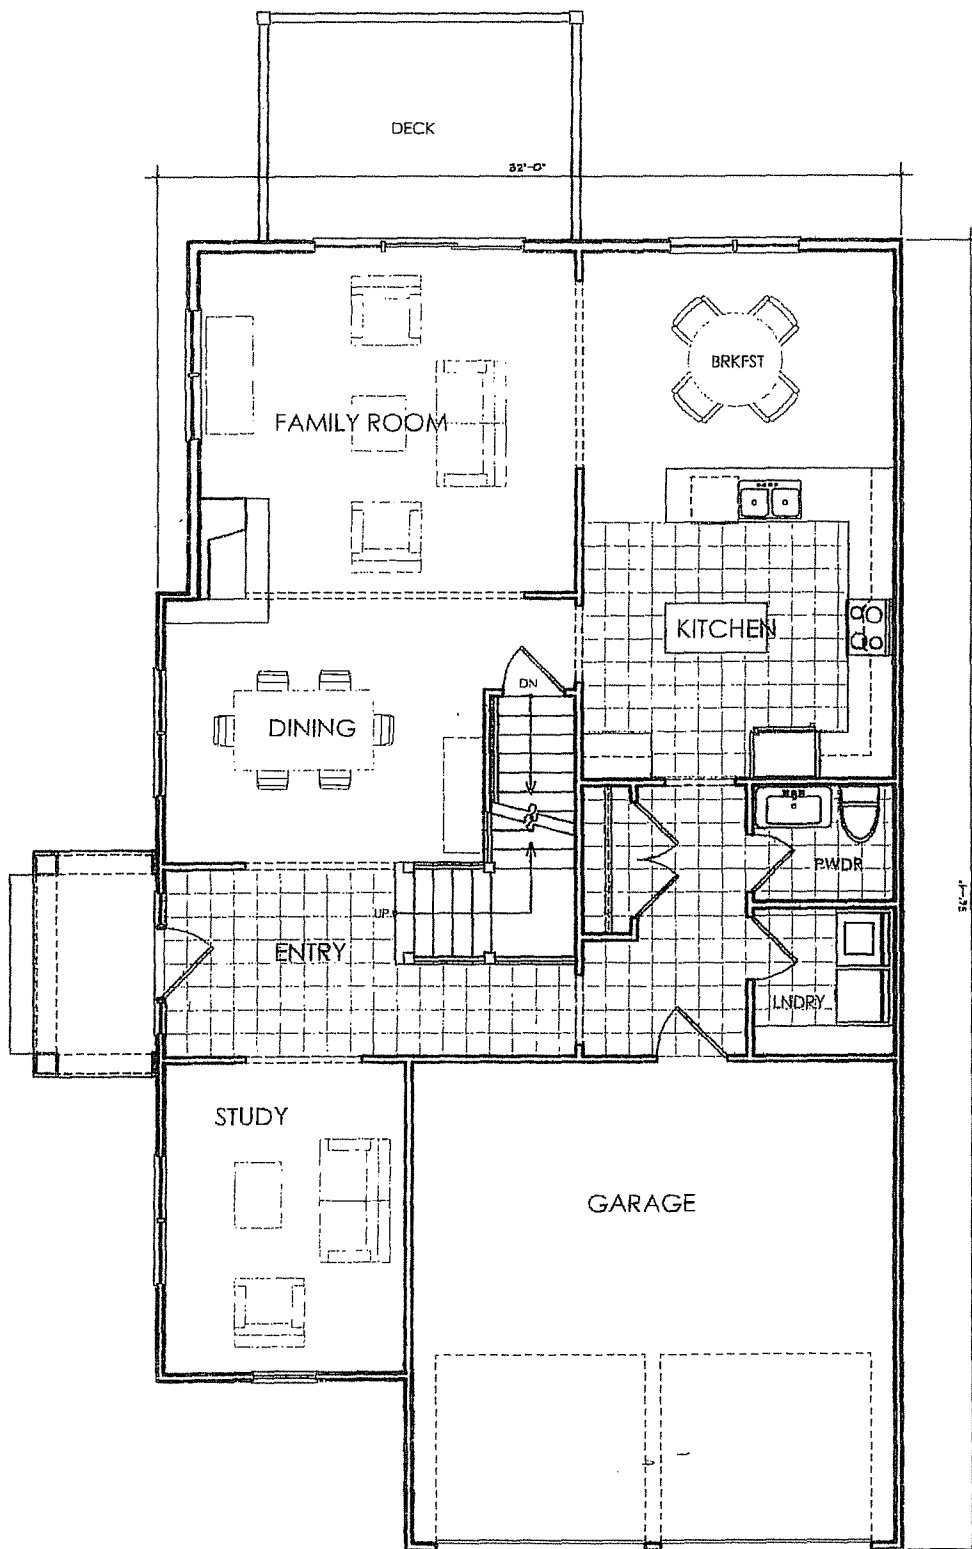 DECK
32'-0"
BRKFST
FAMILY ROOM
KITCHEN
DN
DINING
PWDR
UP
ENTRY
LNDRY
STUDY
GARAGE